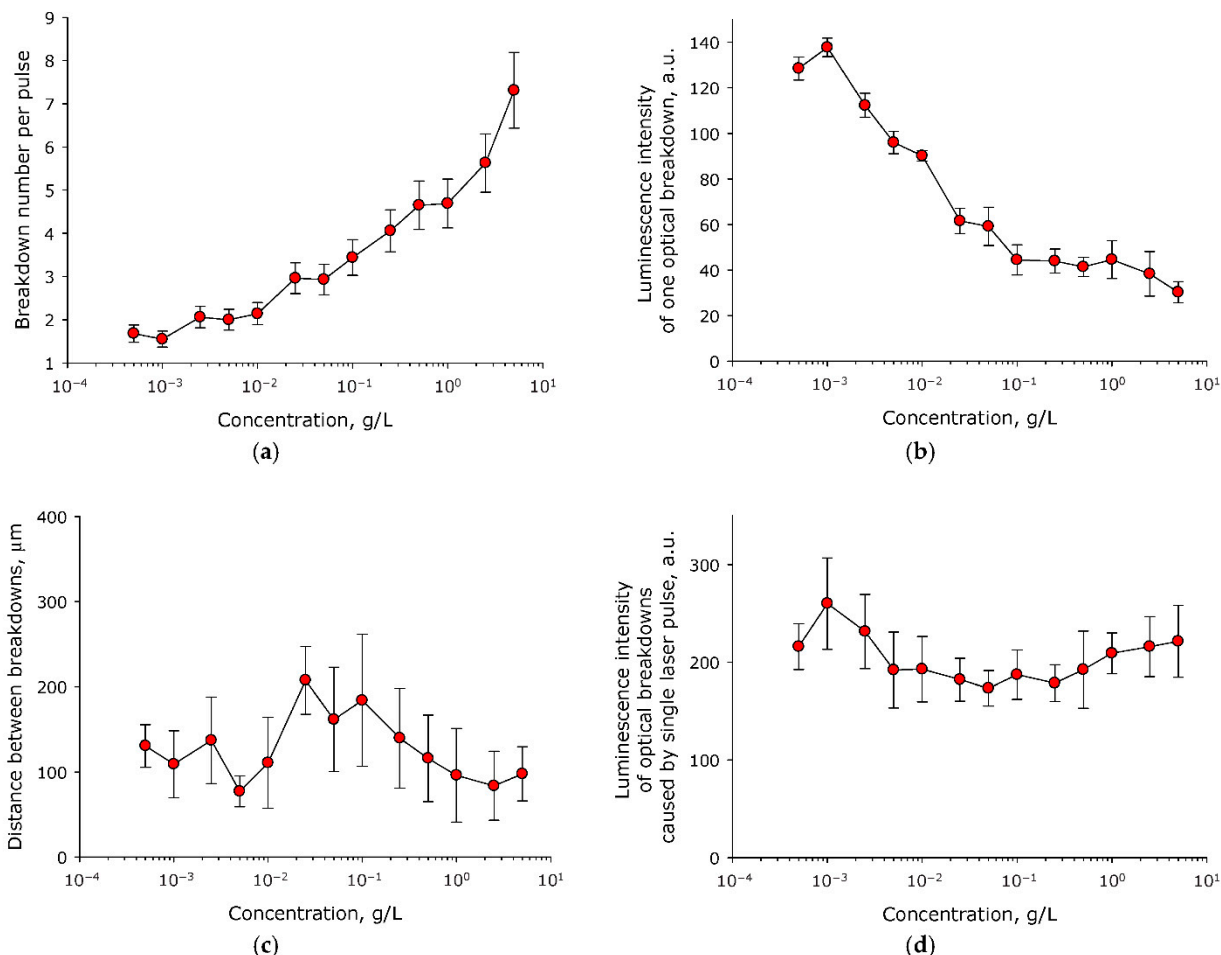 9
8
7
6
5
4
3
2
1
Breakdown number per pulse
10⁻⁴ 10⁻³ 10⁻² 10⁻¹ 10⁰ 10¹
Concentration, g/L
(a)
140
120
100
80
60
40
20
0
Luminescence intensity
of one optical breakdown, a.u.
10⁻⁴ 10⁻³ 10⁻² 10⁻¹ 10⁰ 10¹
Concentration, g/L
(b)
400
300
200
100
0
Distance between breakdowns, μm
10⁻⁴ 10⁻³ 10⁻² 10⁻¹ 10⁰ 10¹
Concentration, g/L
(c)
300
200
100
0
Luminescence intensity
of optical breakdowns
caused by single laser pulse, a.u.
10⁻⁴ 10⁻³ 10⁻² 10⁻¹ 10⁰ 10¹
Concentration, g/L
(d)